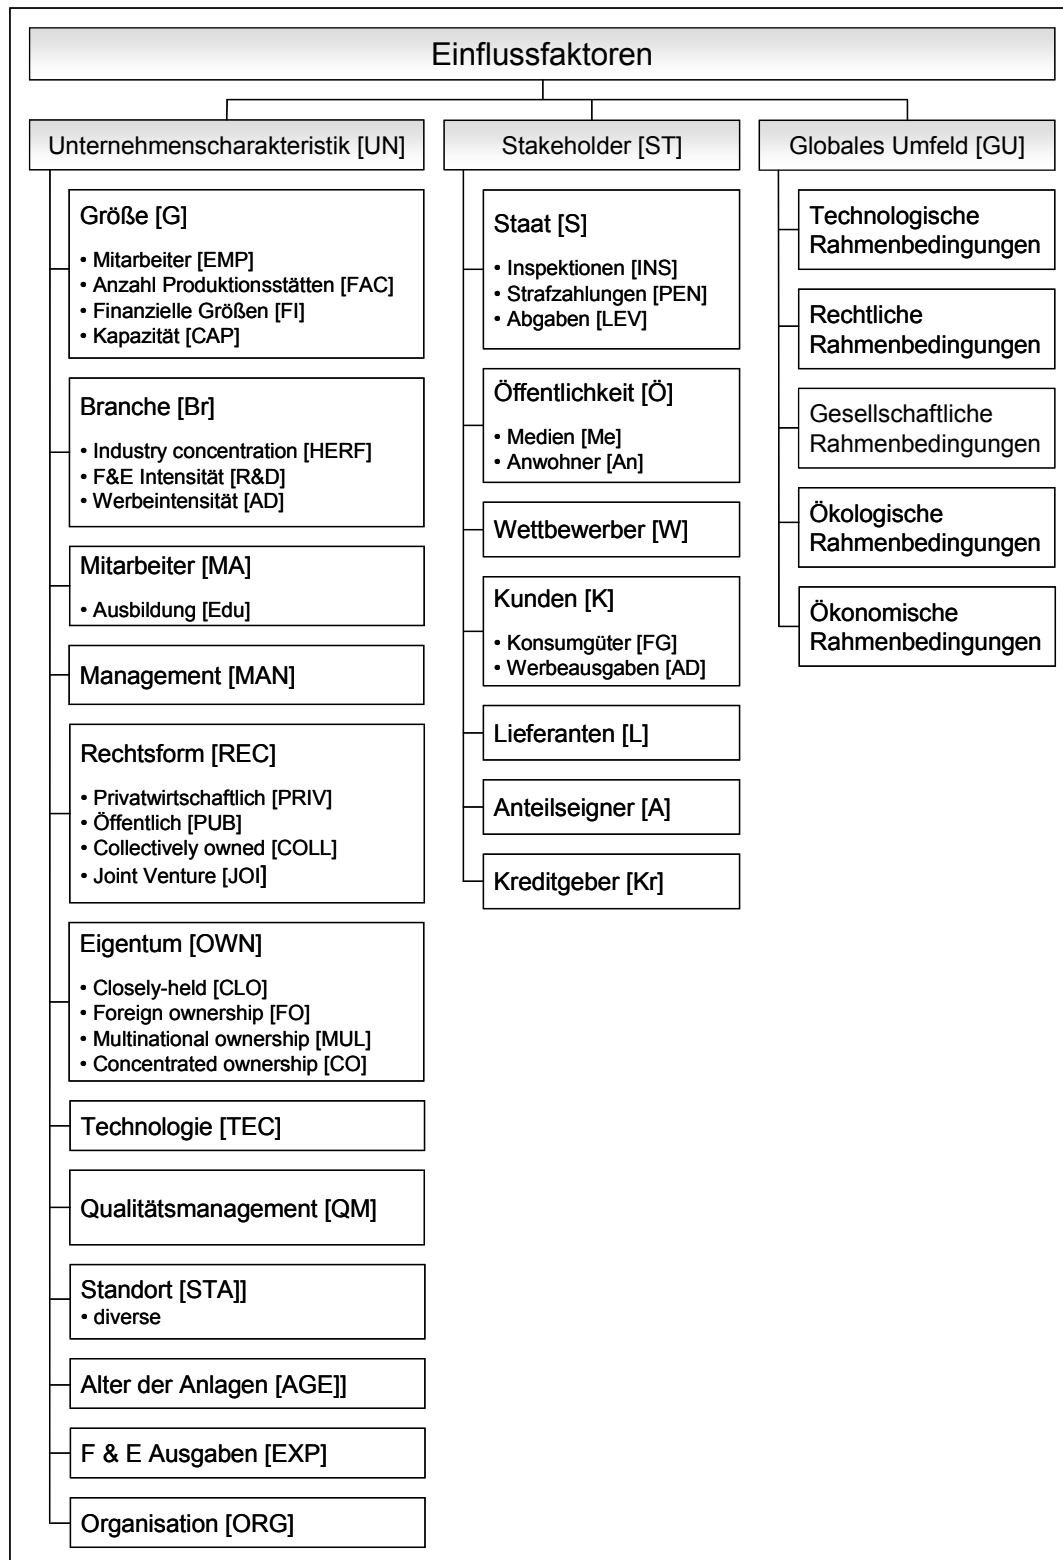 Einflussfaktoren
Unternehmenscharakteristik [UN]
Größe [G]
• Mitarbeiter [EMP]
• Anzahl Produktionsstätten [FAC]
• Finanzielle Größen [FI]
• Kapazität [CAP]
Branche [Br]
• Industry concentration [HERF]
• F&E Intensität [R&D]
• Werbeintensität [AD]
Mitarbeiter [MA]
• Ausbildung [Edu]
Management [MAN]
Rechtsform [REC]
• Privatwirtschaftlich [PRIV]
• Öffentlich [PUB]
• Collectively owned [COLL]
• Joint Venture [JOI]
Eigentum [OWN]
• Closely-held [CLO]
• Foreign ownership [FO]
• Multinational ownership [MUL]
• Concentrated ownership [CO]
Technologie [TEC]
Qualitätsmanagement [QM]
Standort [STA]]
• diverse
Alter der Anlagen [AGE]]
F & E Ausgaben [EXP]
Organisation [ORG]
Stakeholder [ST]
Staat [S]
• Inspektionen [INS]
• Strafzahlungen [PEN]
• Abgaben [LEV]
Öffentlichkeit [Ö]
• Medien [Me]
• Anwohner [An]
Wettbewerber [W]
Kunden [K]
• Konsumgüter [FG]
• Werbeausgaben [AD]
Lieferanten [L]
Anteilseigner [A]
Kreditgeber [Kr]
Globales Umfeld [GU]
Technologische
Rahmenbedingungen
Rechtliche
Rahmenbedingungen
Gesellschaftliche
Rahmenbedingungen
Ökologische
Rahmenbedingungen
Ökonomische
Rahmenbedingungen